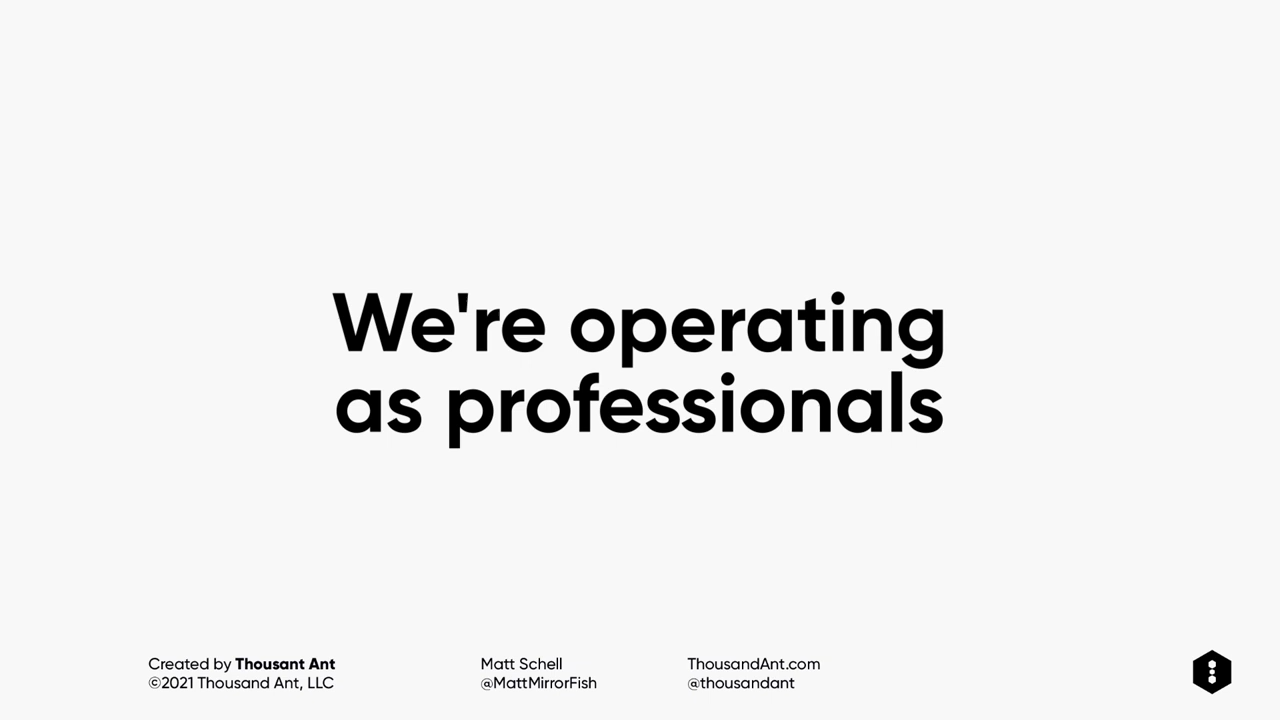 We're operating
as professionals
Created by Thousant Ant
©2021 Thousand Ant, LLC
Matt Schell
@MattMirrorFish
ThousandAnt.com
@thousandant